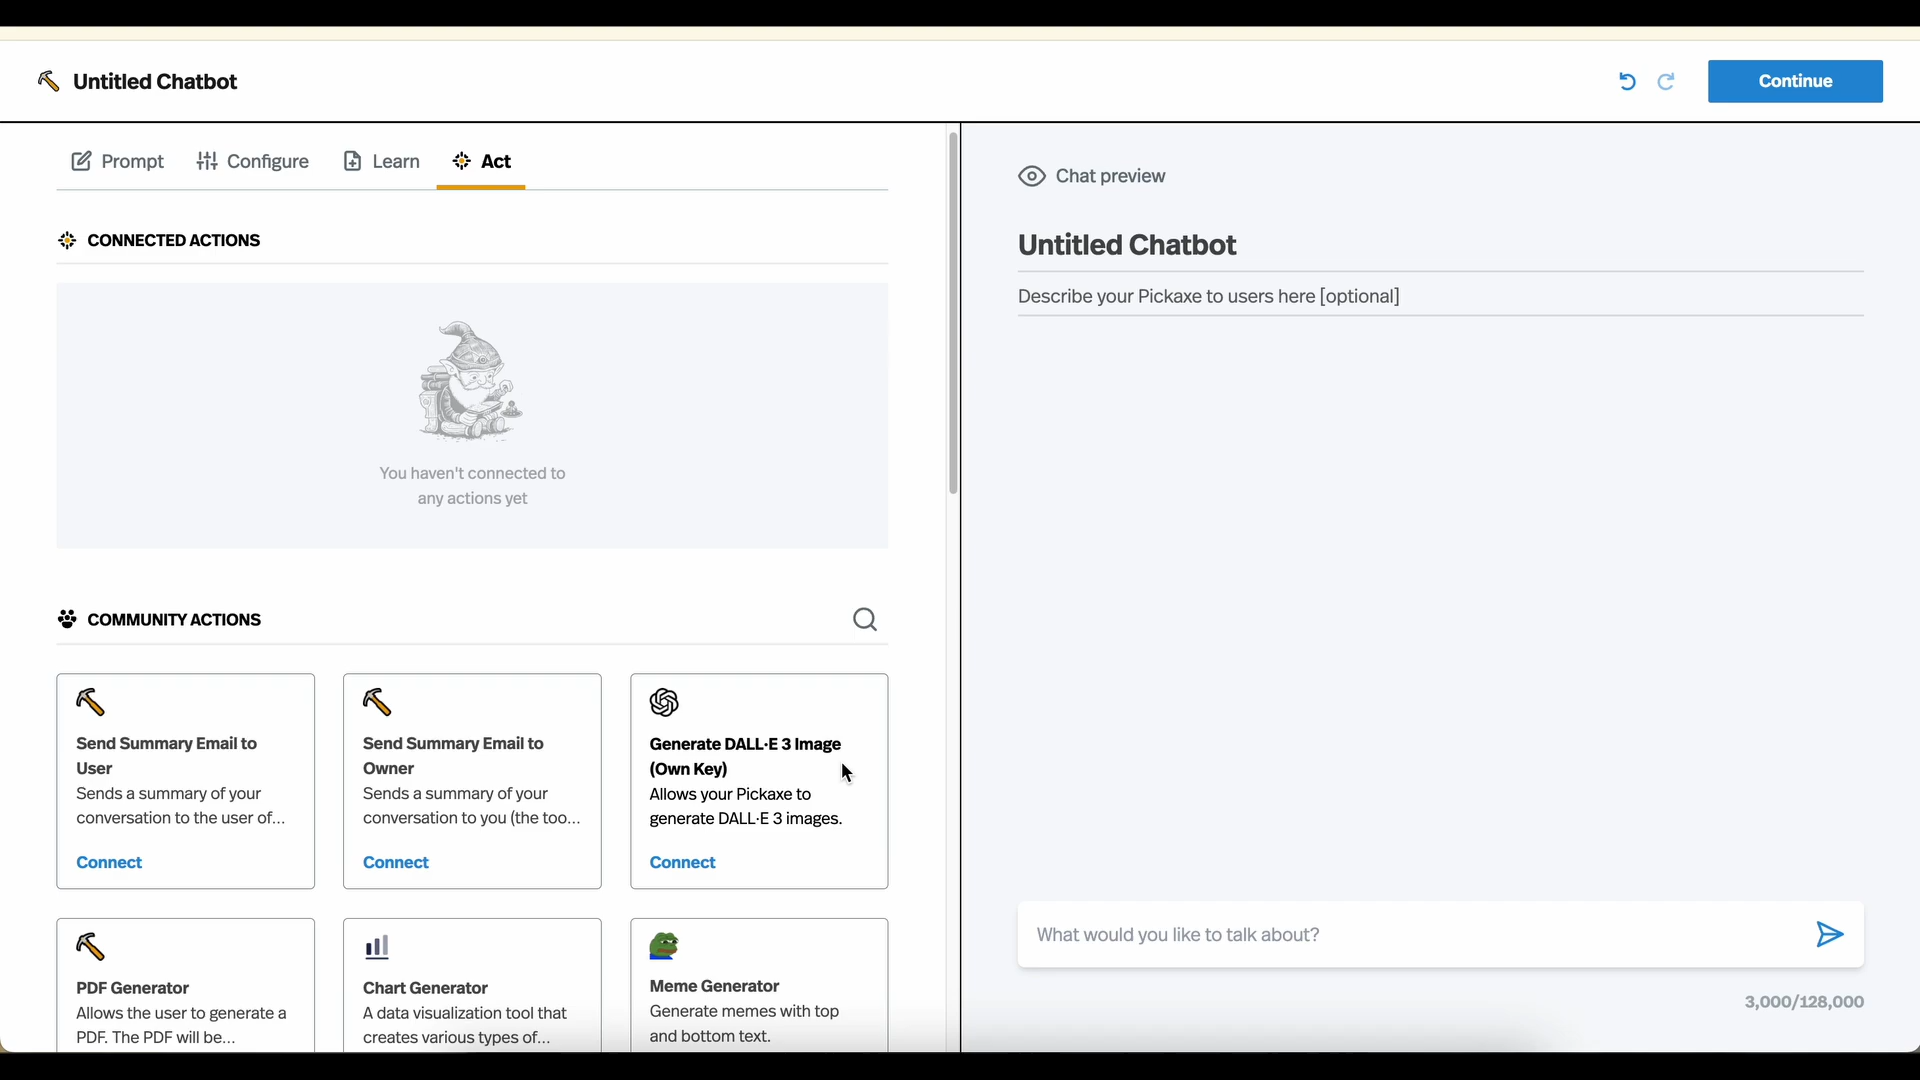 Untitled Chatbot
Continue
Prompt
Configure
Learn
Act
CONNECTED ACTIONS
You haven't connected to
any actions yet
COMMUNITY ACTIONS
Send Summary Email to
User
Sends a summary of your
conversation to the user of...
Connect
Send Summary Email to
Owner
Sends a summary of your
conversation to you (the too...
Connect
Generate DALL·E 3 Image
(Own Key)
Allows your Pickaxe to
generate DALL·E 3 images.
Connect
PDF Generator
Allows the user to generate a
PDF. The PDF will be...
Chart Generator
A data visualization tool that
creates various types of...
Meme Generator
Generate memes with top
and bottom text.
Chat preview
Untitled Chatbot
Describe your Pickaxe to users here [optional]
What would you like to talk about?
3,000/128,000